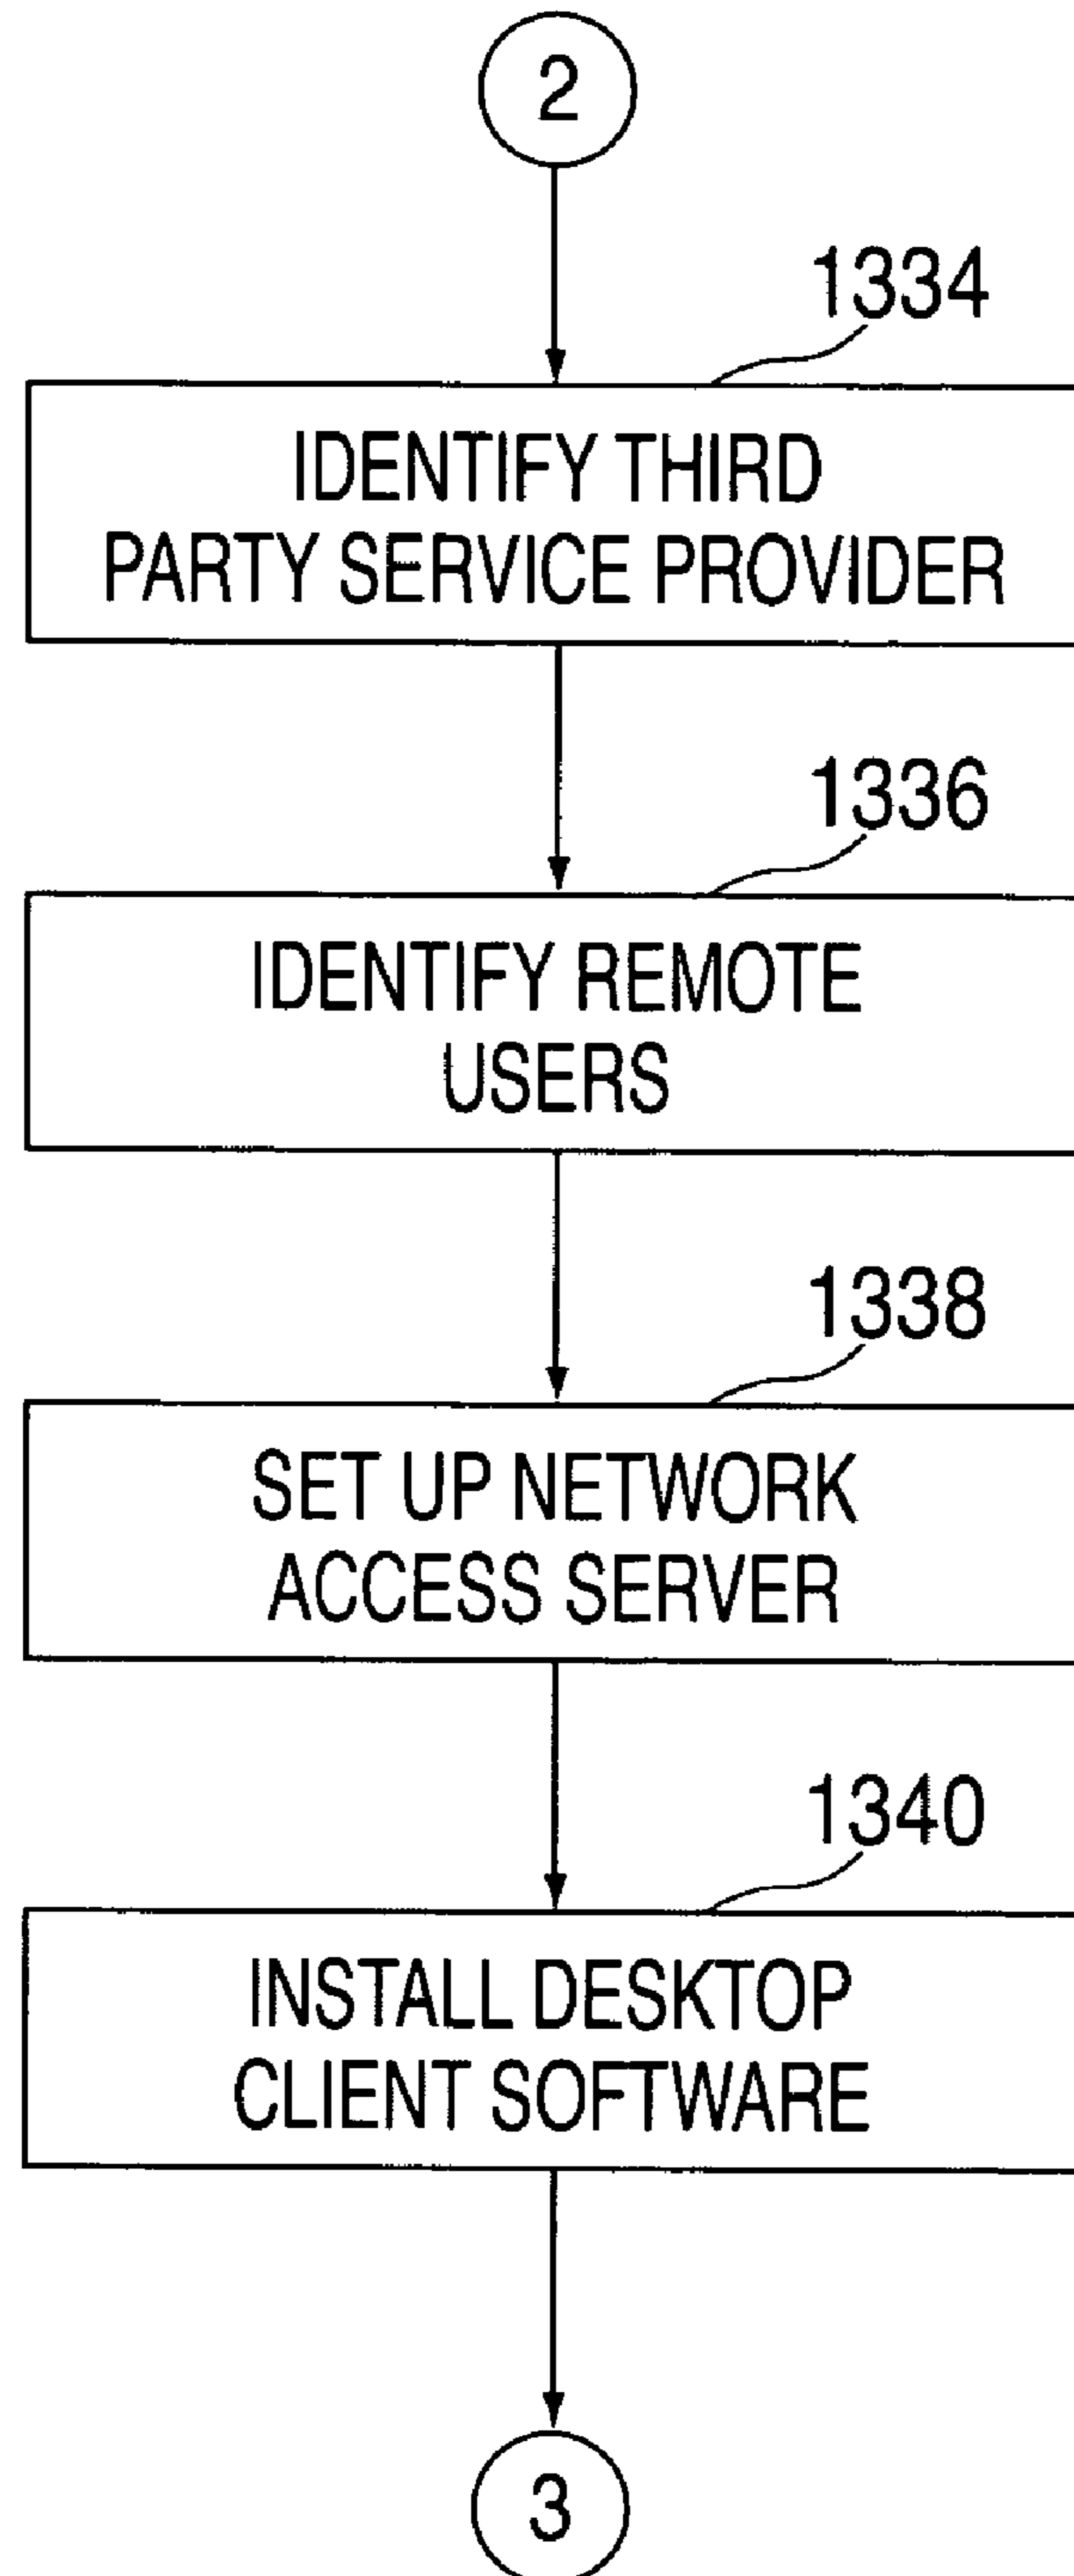 2
1334
IDENTIFY THIRD
PARTY SERVICE PROVIDER
1336
IDENTIFY REMOTE
USERS
1338
SET UP NETWORK
ACCESS SERVER
1340
INSTALL DESKTOP
CLIENT SOFTWARE
3